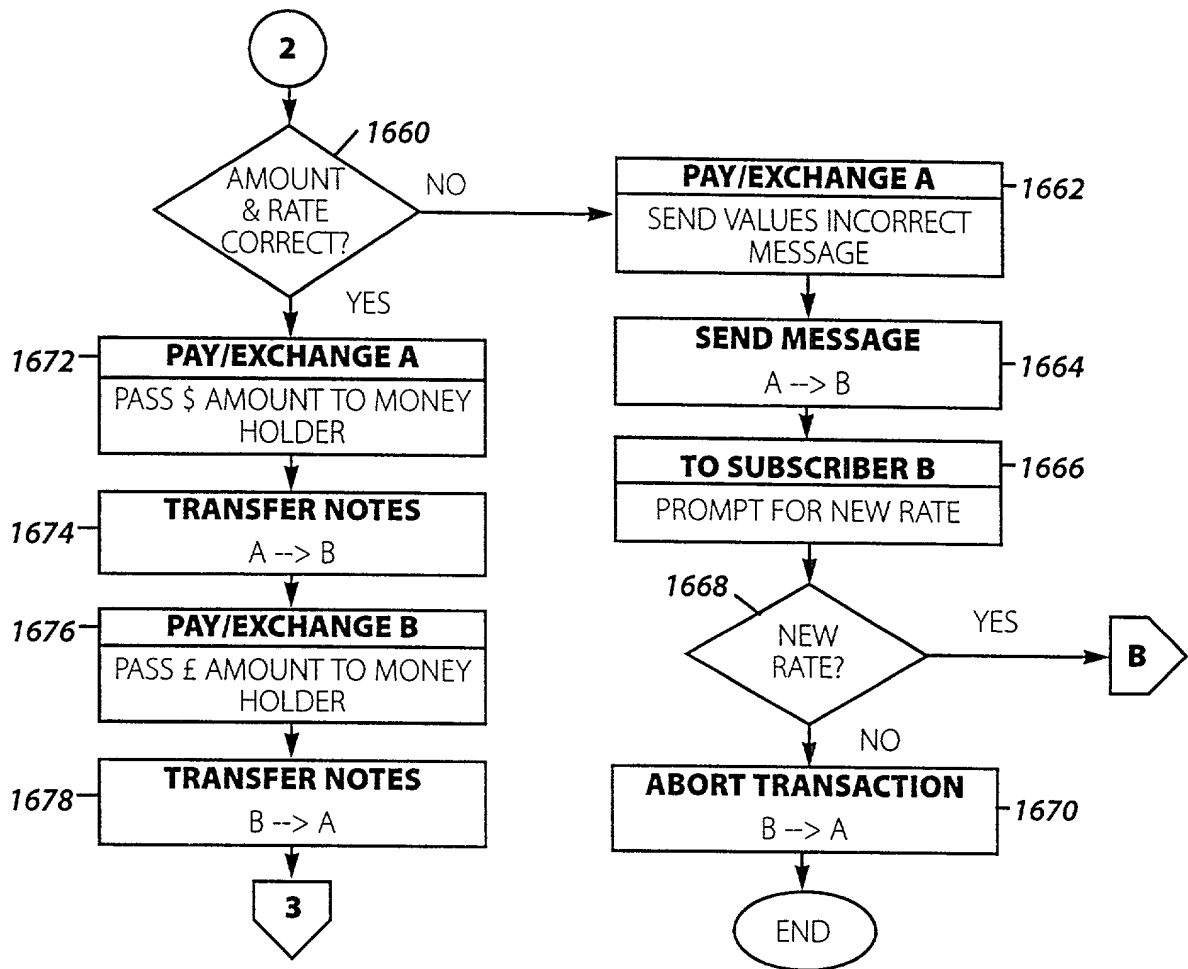 2
1660
AMOUNT
& RATE
CORRECT?
NO
YES
1672
PAY/EXCHANGE A
PASS $ AMOUNT TO MONEY
HOLDER
1674
TRANSFER NOTES
A --> B
1676
PAY/EXCHANGE B
PASS £ AMOUNT TO MONEY
HOLDER
1678
TRANSFER NOTES
B --> A
3
PAY/EXCHANGE A
1662
SEND VALUES INCORRECT
MESSAGE
SEND MESSAGE
1664
A --> B
TO SUBSCRIBER B
1666
PROMPT FOR NEW RATE
1668
NEW
RATE?
YES
B
NO
ABORT TRANSACTION
1670
B --> A
END